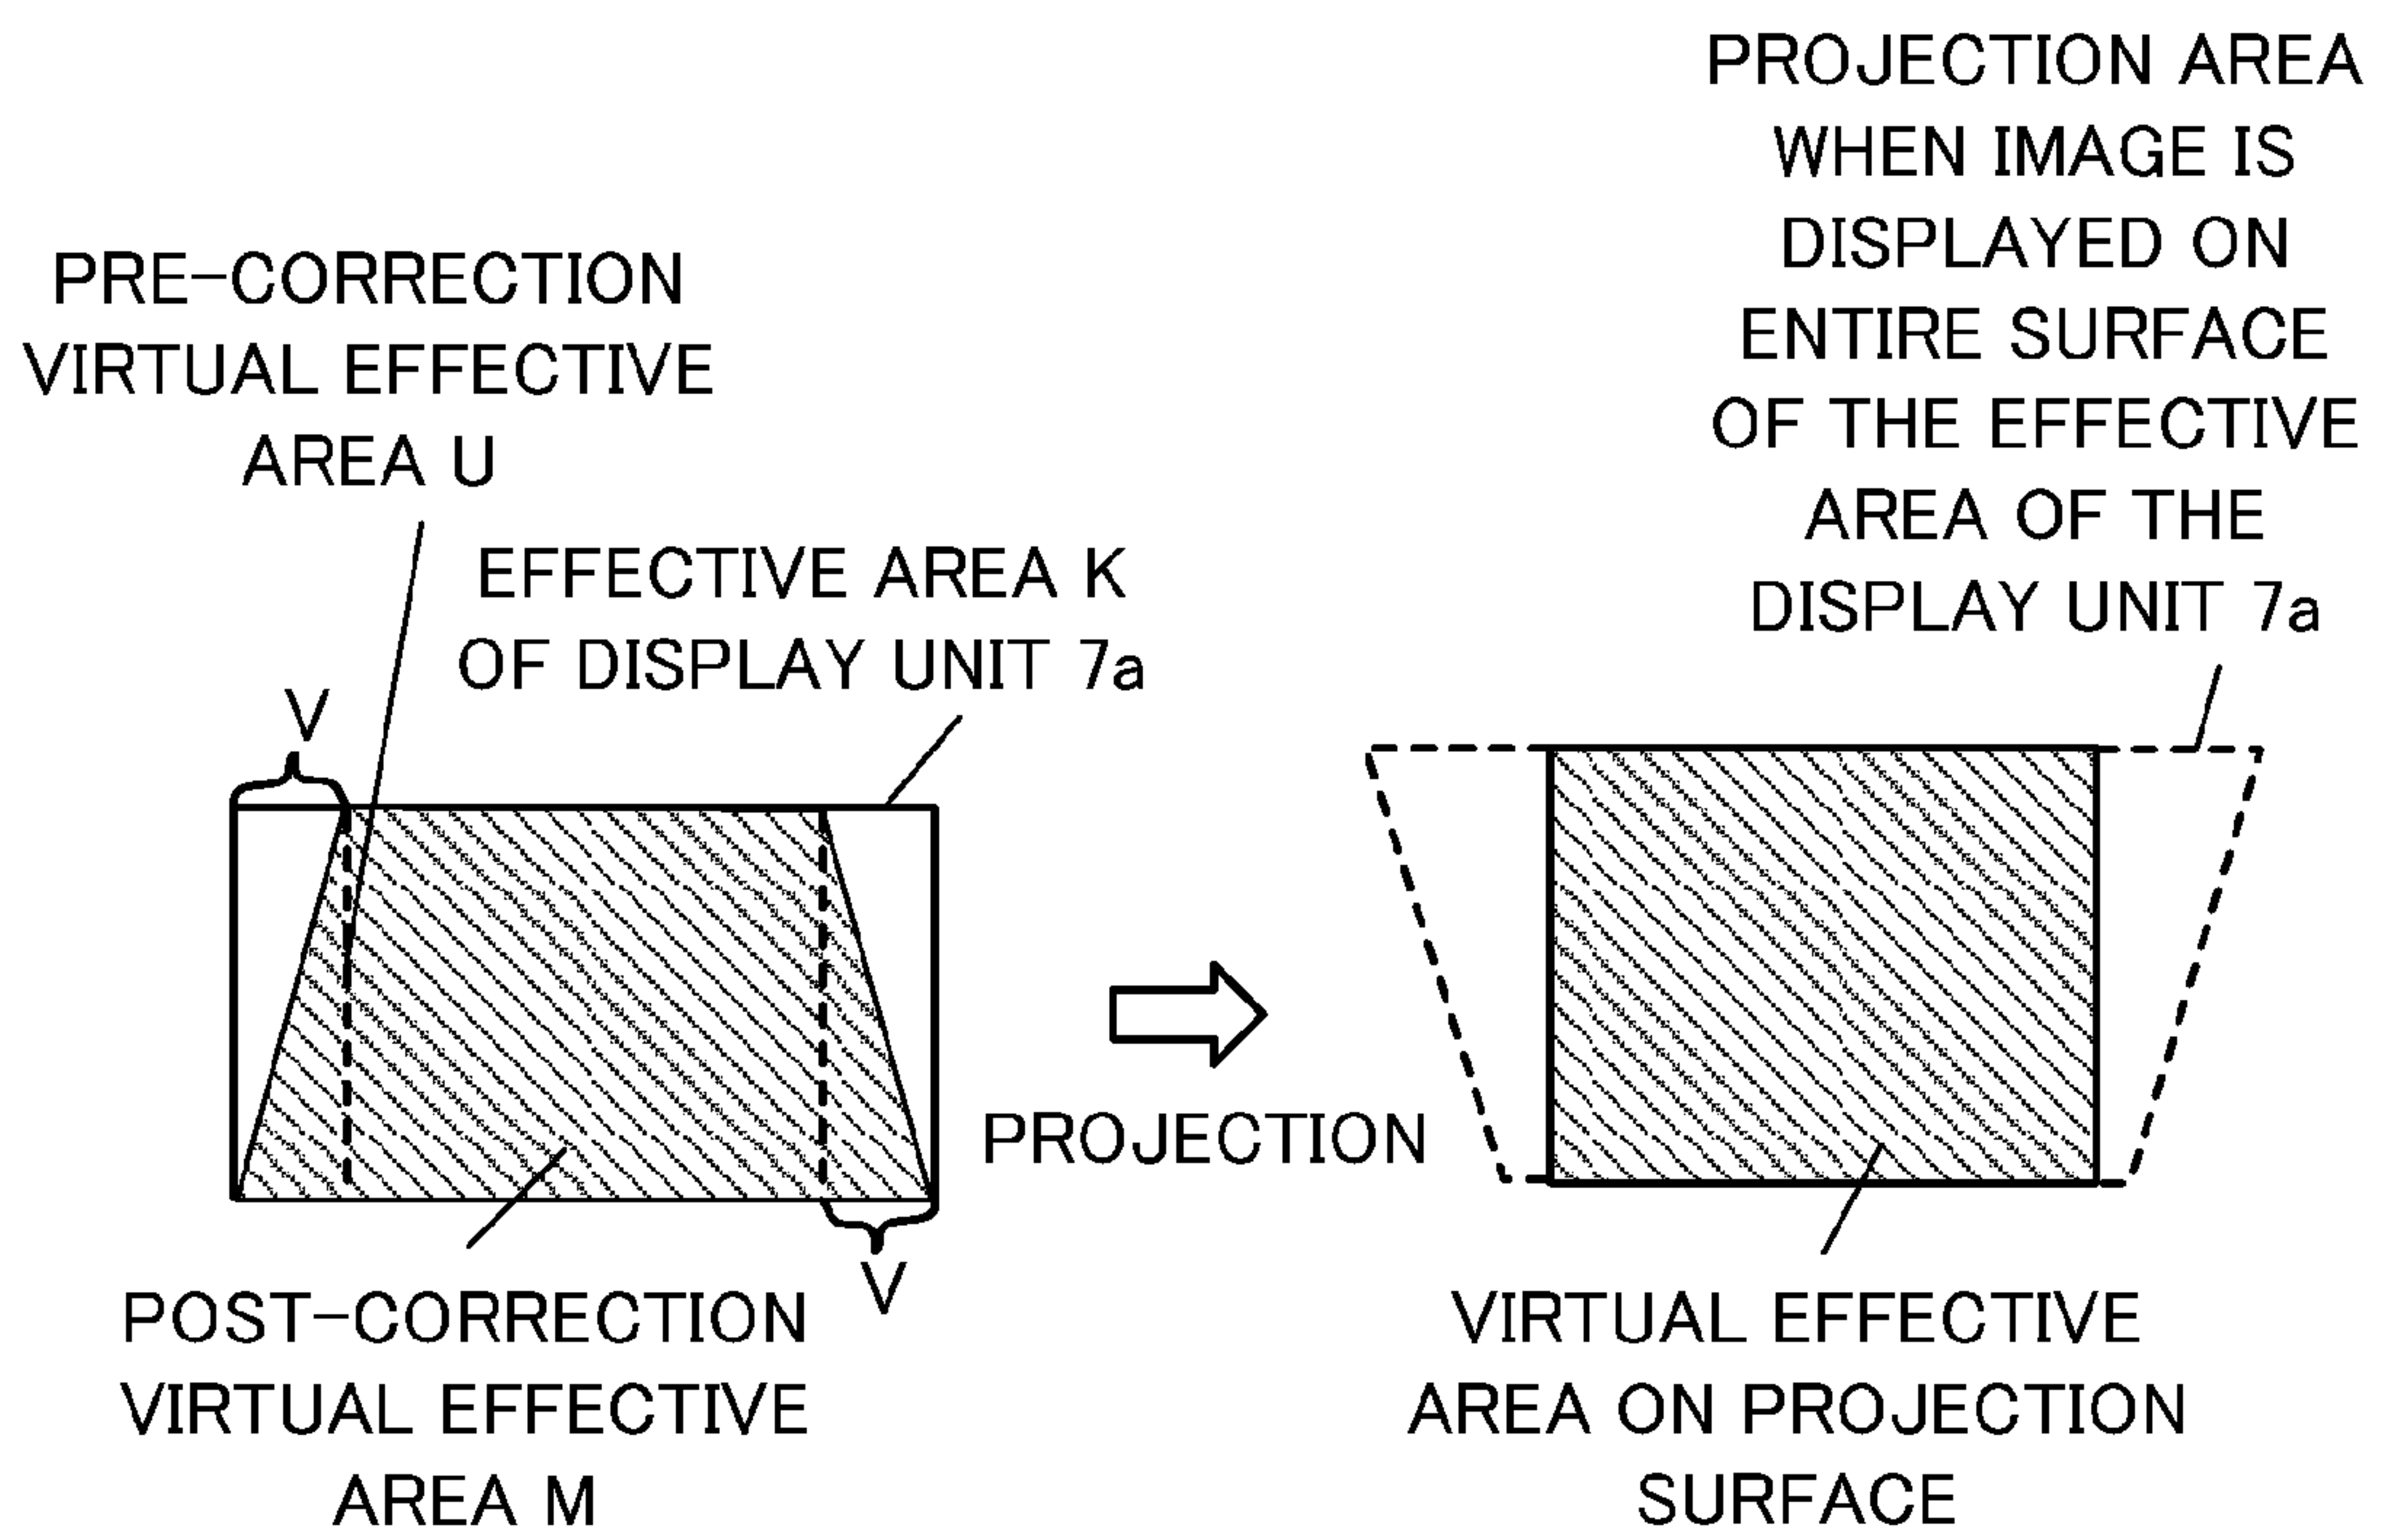 PROJECTION AREA
WHEN IMAGE IS
DISPLAYED ON
ENTIRE SURFACE
OF THE EFFECTIVE
AREA OF THE
DISPLAY UNIT 7a
PRE-CORRECTION
VIRTUAL EFFECTIVE
AREA U
EFFECTIVE AREA K
OF DISPLAY UNIT 7a
V
PROJECTION
V
POST-CORRECTION
VIRTUAL EFFECTIVE
AREA M
VIRTUAL EFFECTIVE
AREA ON PROJECTION
SURFACE